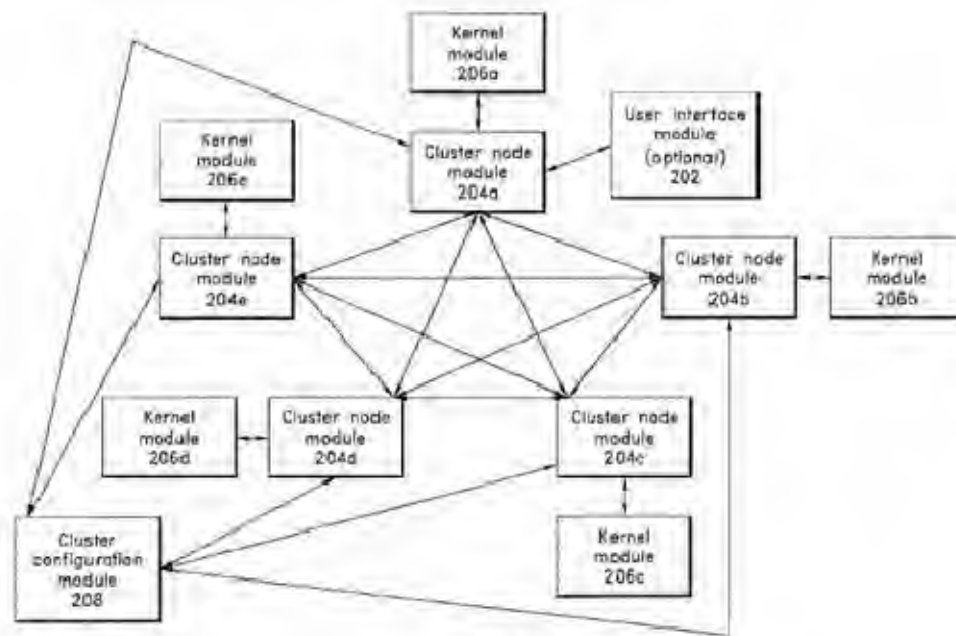 Kernel
module
206a
User interface
module
(optional)
202
Cluster node
module
204a
Kernel
module
206e
Cluster node
module
204e
Cluster node
module
204b
Kernel
module
206b
Kernel
module
206d
Cluster node
module
204d
Cluster node
module
204c
Cluster
configuration
module
208
Kernel
module
206c